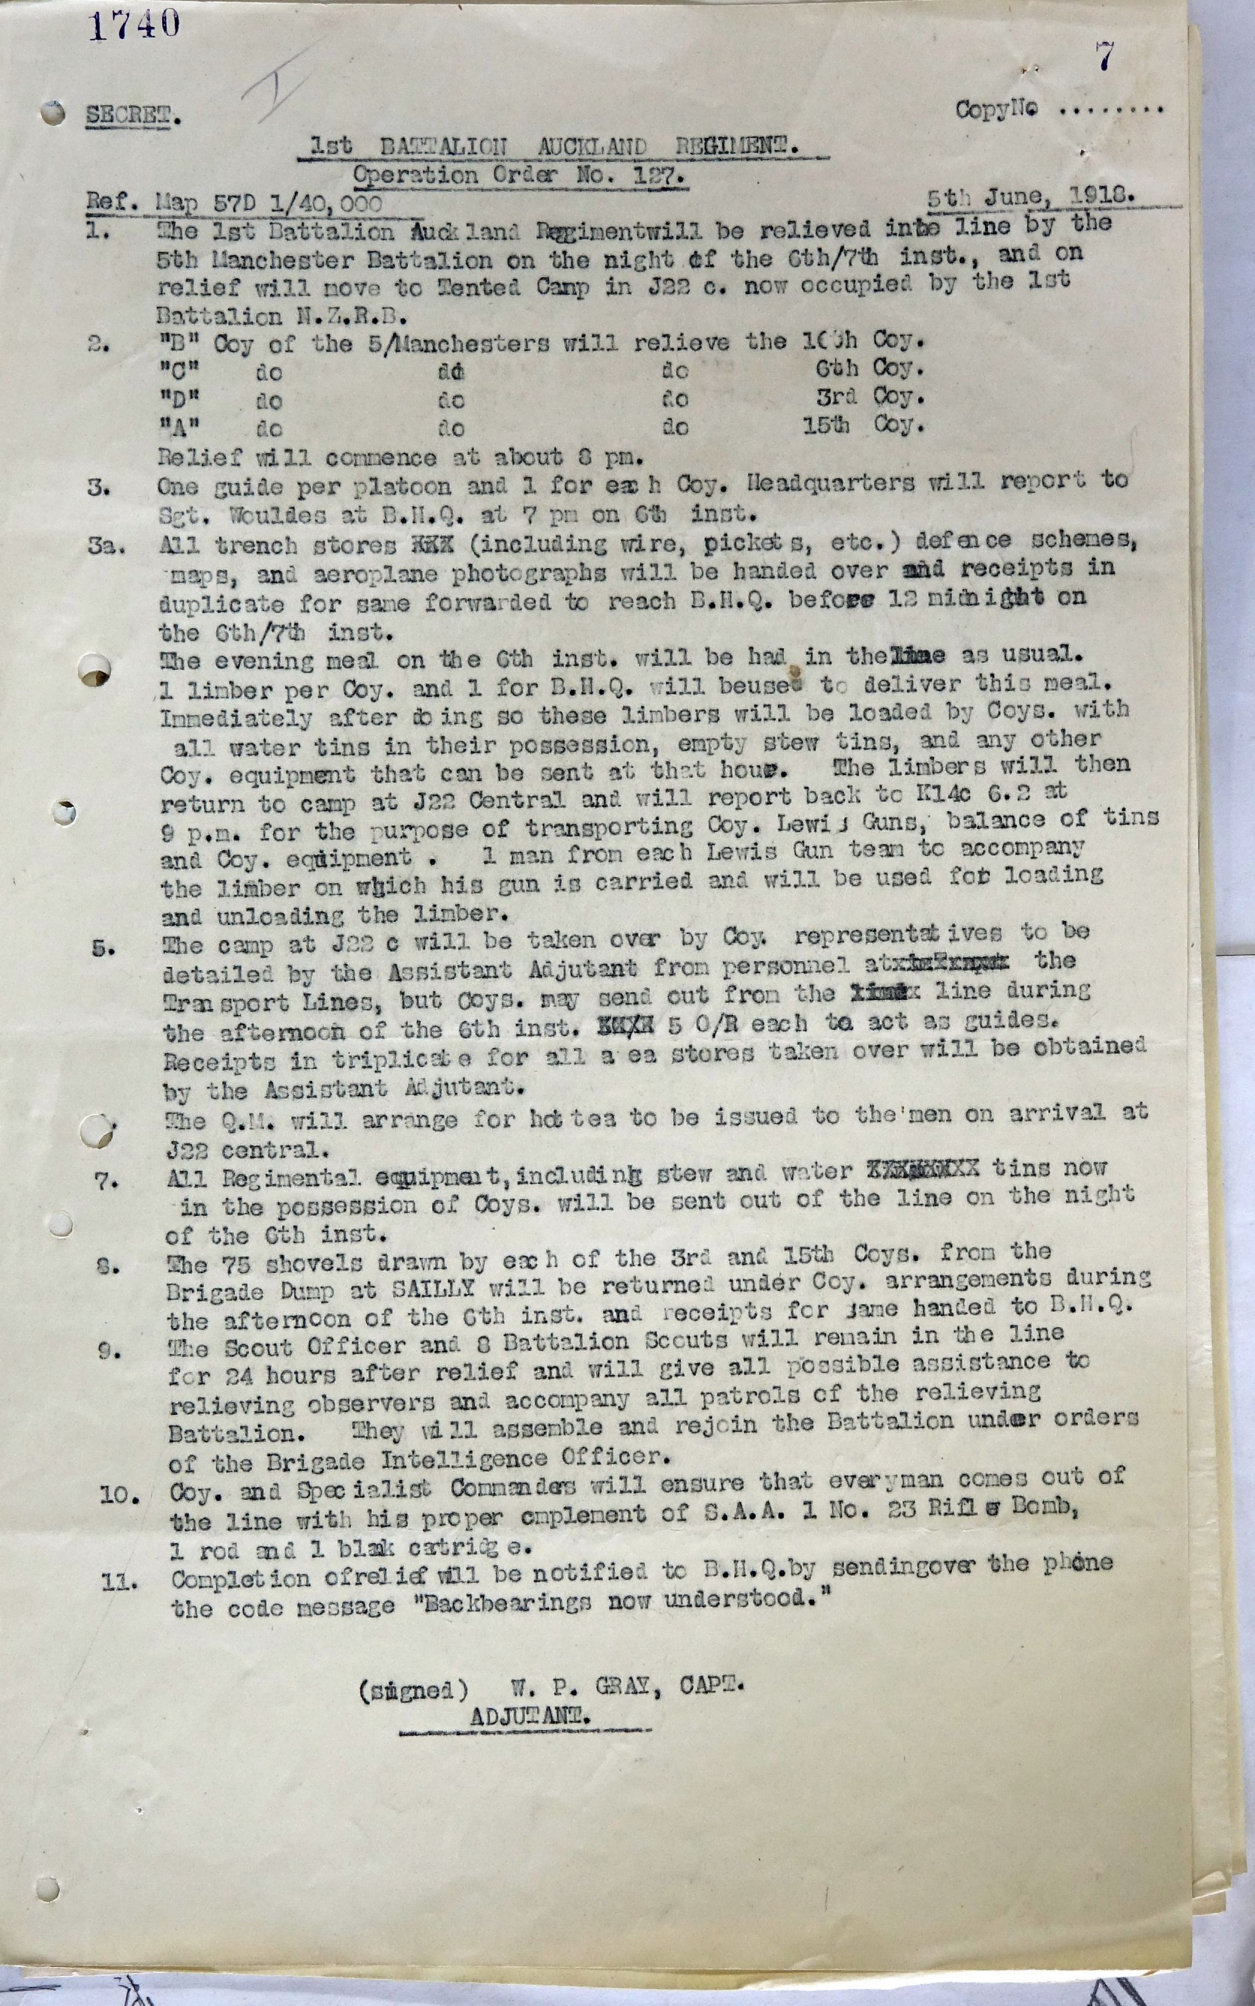 1740
7
I
SECRET.
CopyNo ........
1st BATTALION AUCKLAND REGIMENT.
Operation Order No. 127.
Ref. Map 57D 1/40,000
5th June, 1918.
1. The 1st Battalion Auckland Regimentwill be relieved inthe line by the
5th Manchester Battalion on the night of the 6th/7th inst., and on
relief will move to Tented Camp in J22 c. now occupied by the 1st
Battalion N.Z.R.B.
2. "B" Coy of the 5/Manchesters will relieve the 16th Coy.
"C" do do do 6th Coy.
"D" do do do 3rd Coy.
"A" do do do 15th Coy.
Relief will commence at about 8 pm.
3. One guide per platoon and 1 for each Coy. Headquarters will report to
Sgt. Wouldes at B.H.Q. at 7 pm on 6th inst.
3a. All trench stores XXX (including wire, pickets, etc.) defence schemes,
maps, and aeroplane photographs will be handed over and receipts in
duplicate for same forwarded to reach B.H.Q. before 12 midnight on
the 6th/7th inst.
The evening meal on the 6th inst. will be had in theline as usual.
1 limber per Coy. and 1 for B.H.Q. will beused to deliver this meal.
Immediately after doing so these limbers will be loaded by Coys. with
all water tins in their possession, empty stew tins, and any other
Coy. equipment that can be sent at that hour. The limbers will then
return to camp at J22 Central and will report back to K14c 6.2 at
9 p.m. for the purpose of transporting Coy. Lewis Guns, balance of tins
and Coy. equipment . 1 man from each Lewis Gun team to accompany
the limber on which his gun is carried and will be used for loading
and unloading the limber.
5. The camp at J22 c will be taken over by Coy. representatives to be
detailed by the Assistant Adjutant from personnel at the
Transport Lines, but Coys. may send out from the line during
the afternoon of the 6th inst. 5 O/R each to act as guides.
Receipts in triplicate for all a ea stores taken over will be obtained
by the Assistant Adjutant.
The Q.M. will arrange for hot tea to be issued to the men on arrival at
J22 central.
7. All Regimental equipment, including stew and water tins now
in the possession of Coys. will be sent out of the line on the night
of the 6th inst.
8. The 75 shovels drawn by each of the 3rd and 15th Coys. from the
Brigade Dump at SAILLY will be returned under Coy. arrangements during
the afternoon of the 6th inst. and receipts for same handed to B.H.Q.
9. The Scout Officer and 8 Battalion Scouts will remain in the line
for 24 hours after relief and will give all possible assistance to
relieving observers and accompany all patrols of the relieving
Battalion. They will assemble and rejoin the Battalion under orders
of the Brigade Intelligence Officer.
10. Coy. and Specialist Commanders will ensure that everyman comes out of
the line with his proper cmplement of S.A.A. 1 No. 23 Rifle Bomb,
1 rod and 1 blank catridge.
11. Completion ofrelief will be notified to B.H.Q.by sendingover the phone
the code message "Backbearings now understood."
(signed) W. P. GRAY, CAPT.
ADJUTANT.